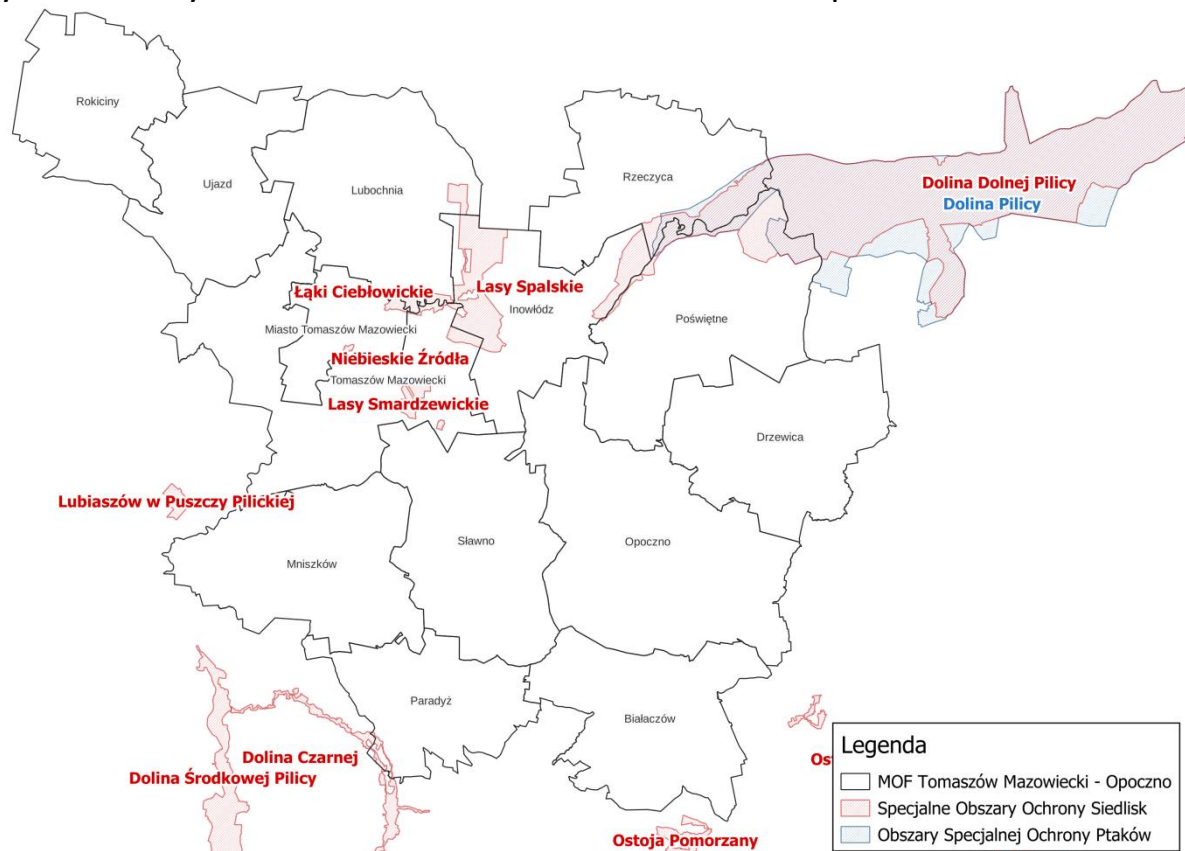 Rokiciny
Ujazd
Lubochnia
Rzeczyca
Dolina Dolnej Pilicy
Dolina Pilicy
Łąki Ciebłowickie
Lasy Spalskie
Inowłódz
Miasto Tomaszów Mazowiecki
Poświętne
Niebieskie Źródła
Tomaszów Mazowiecki
Lasy Smardzewickie
Drzewica
Lubiaszów w Puszczy Pilickiej
Sławno
Opoczno
Mniszków
Paradyż
Białaczów
Dolina Czarnej
Dolina Środkowej Pilicy
Ostoja Pomorzany
Legenda
MOF Tomaszów Mazowiecki - Opoczno
Specjalne Obszary Ochrony Siedlisk
Obszary Specjalnej Ochrony Ptaków